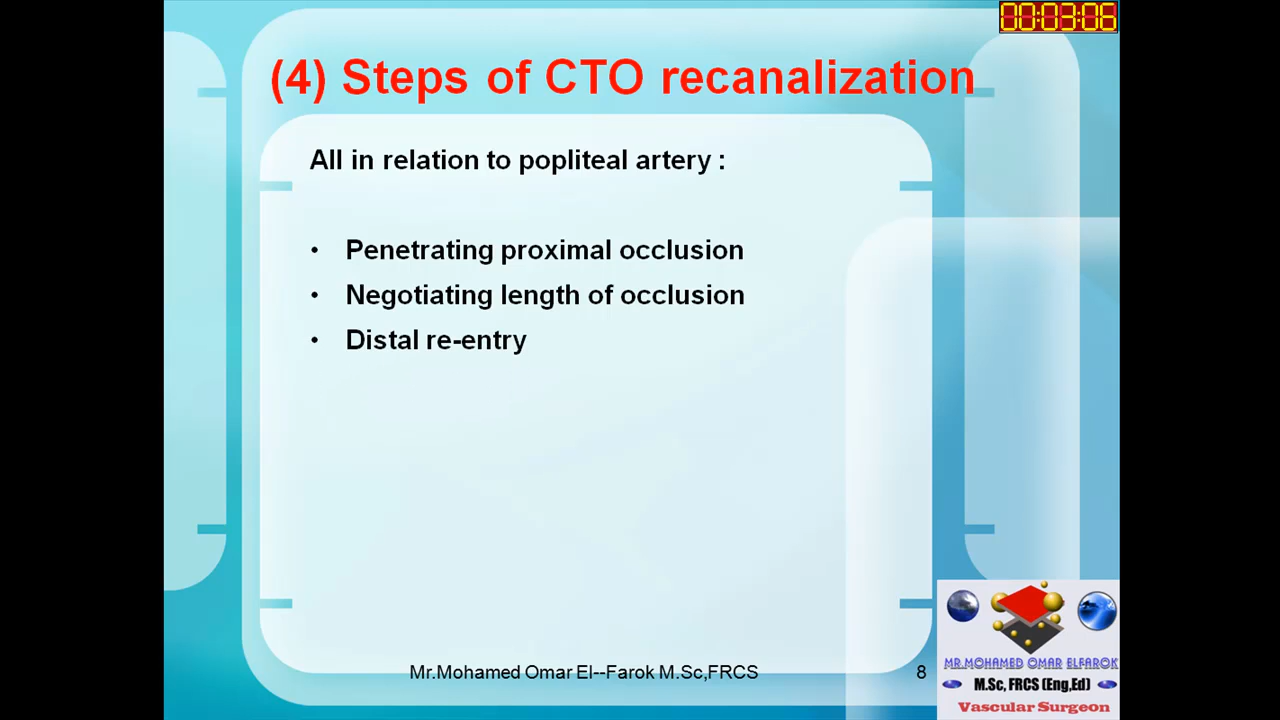 00:03:06
(4) Steps of CTO recanalization
All in relation to popliteal artery :
• Penetrating proximal occlusion
• Negotiating length of occlusion
• Distal re-entry
Mr.Mohamed Omar El--Farok M.Sc,FRCS
8
MR.MOHAMED OMAR ELFAROK
M.Sc, FRCS (Eng,Ed)
Vascular Surgeon